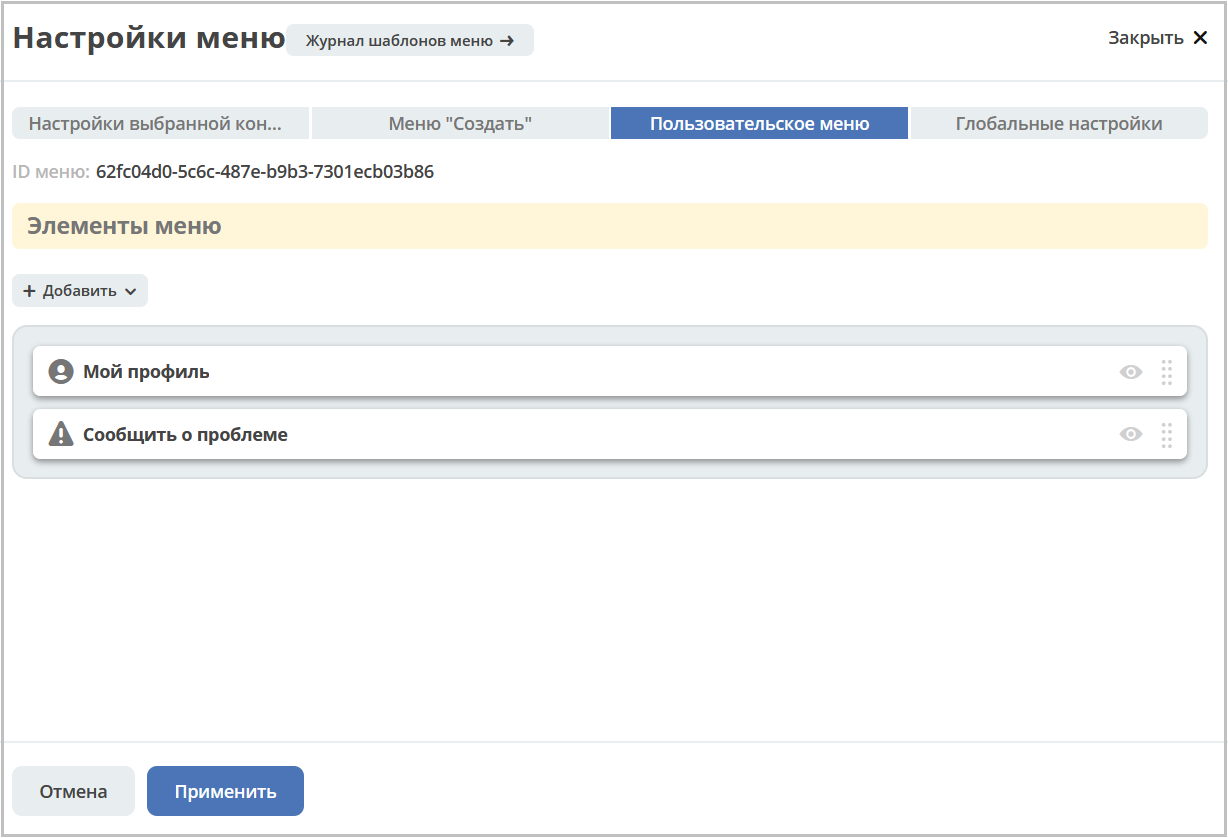 Настройки меню
Журнал шаблонов меню →
Закрыть ✕
Настройки выбранной кон...
Меню "Создать"
Пользовательское меню
Глобальные настройки
ID меню: 62fc04d0-5c6c-487e-b9b3-7301ecb03b86
Элементы меню
+ Добавить
Мой профиль
Сообщить о проблеме
Отмена
Применить